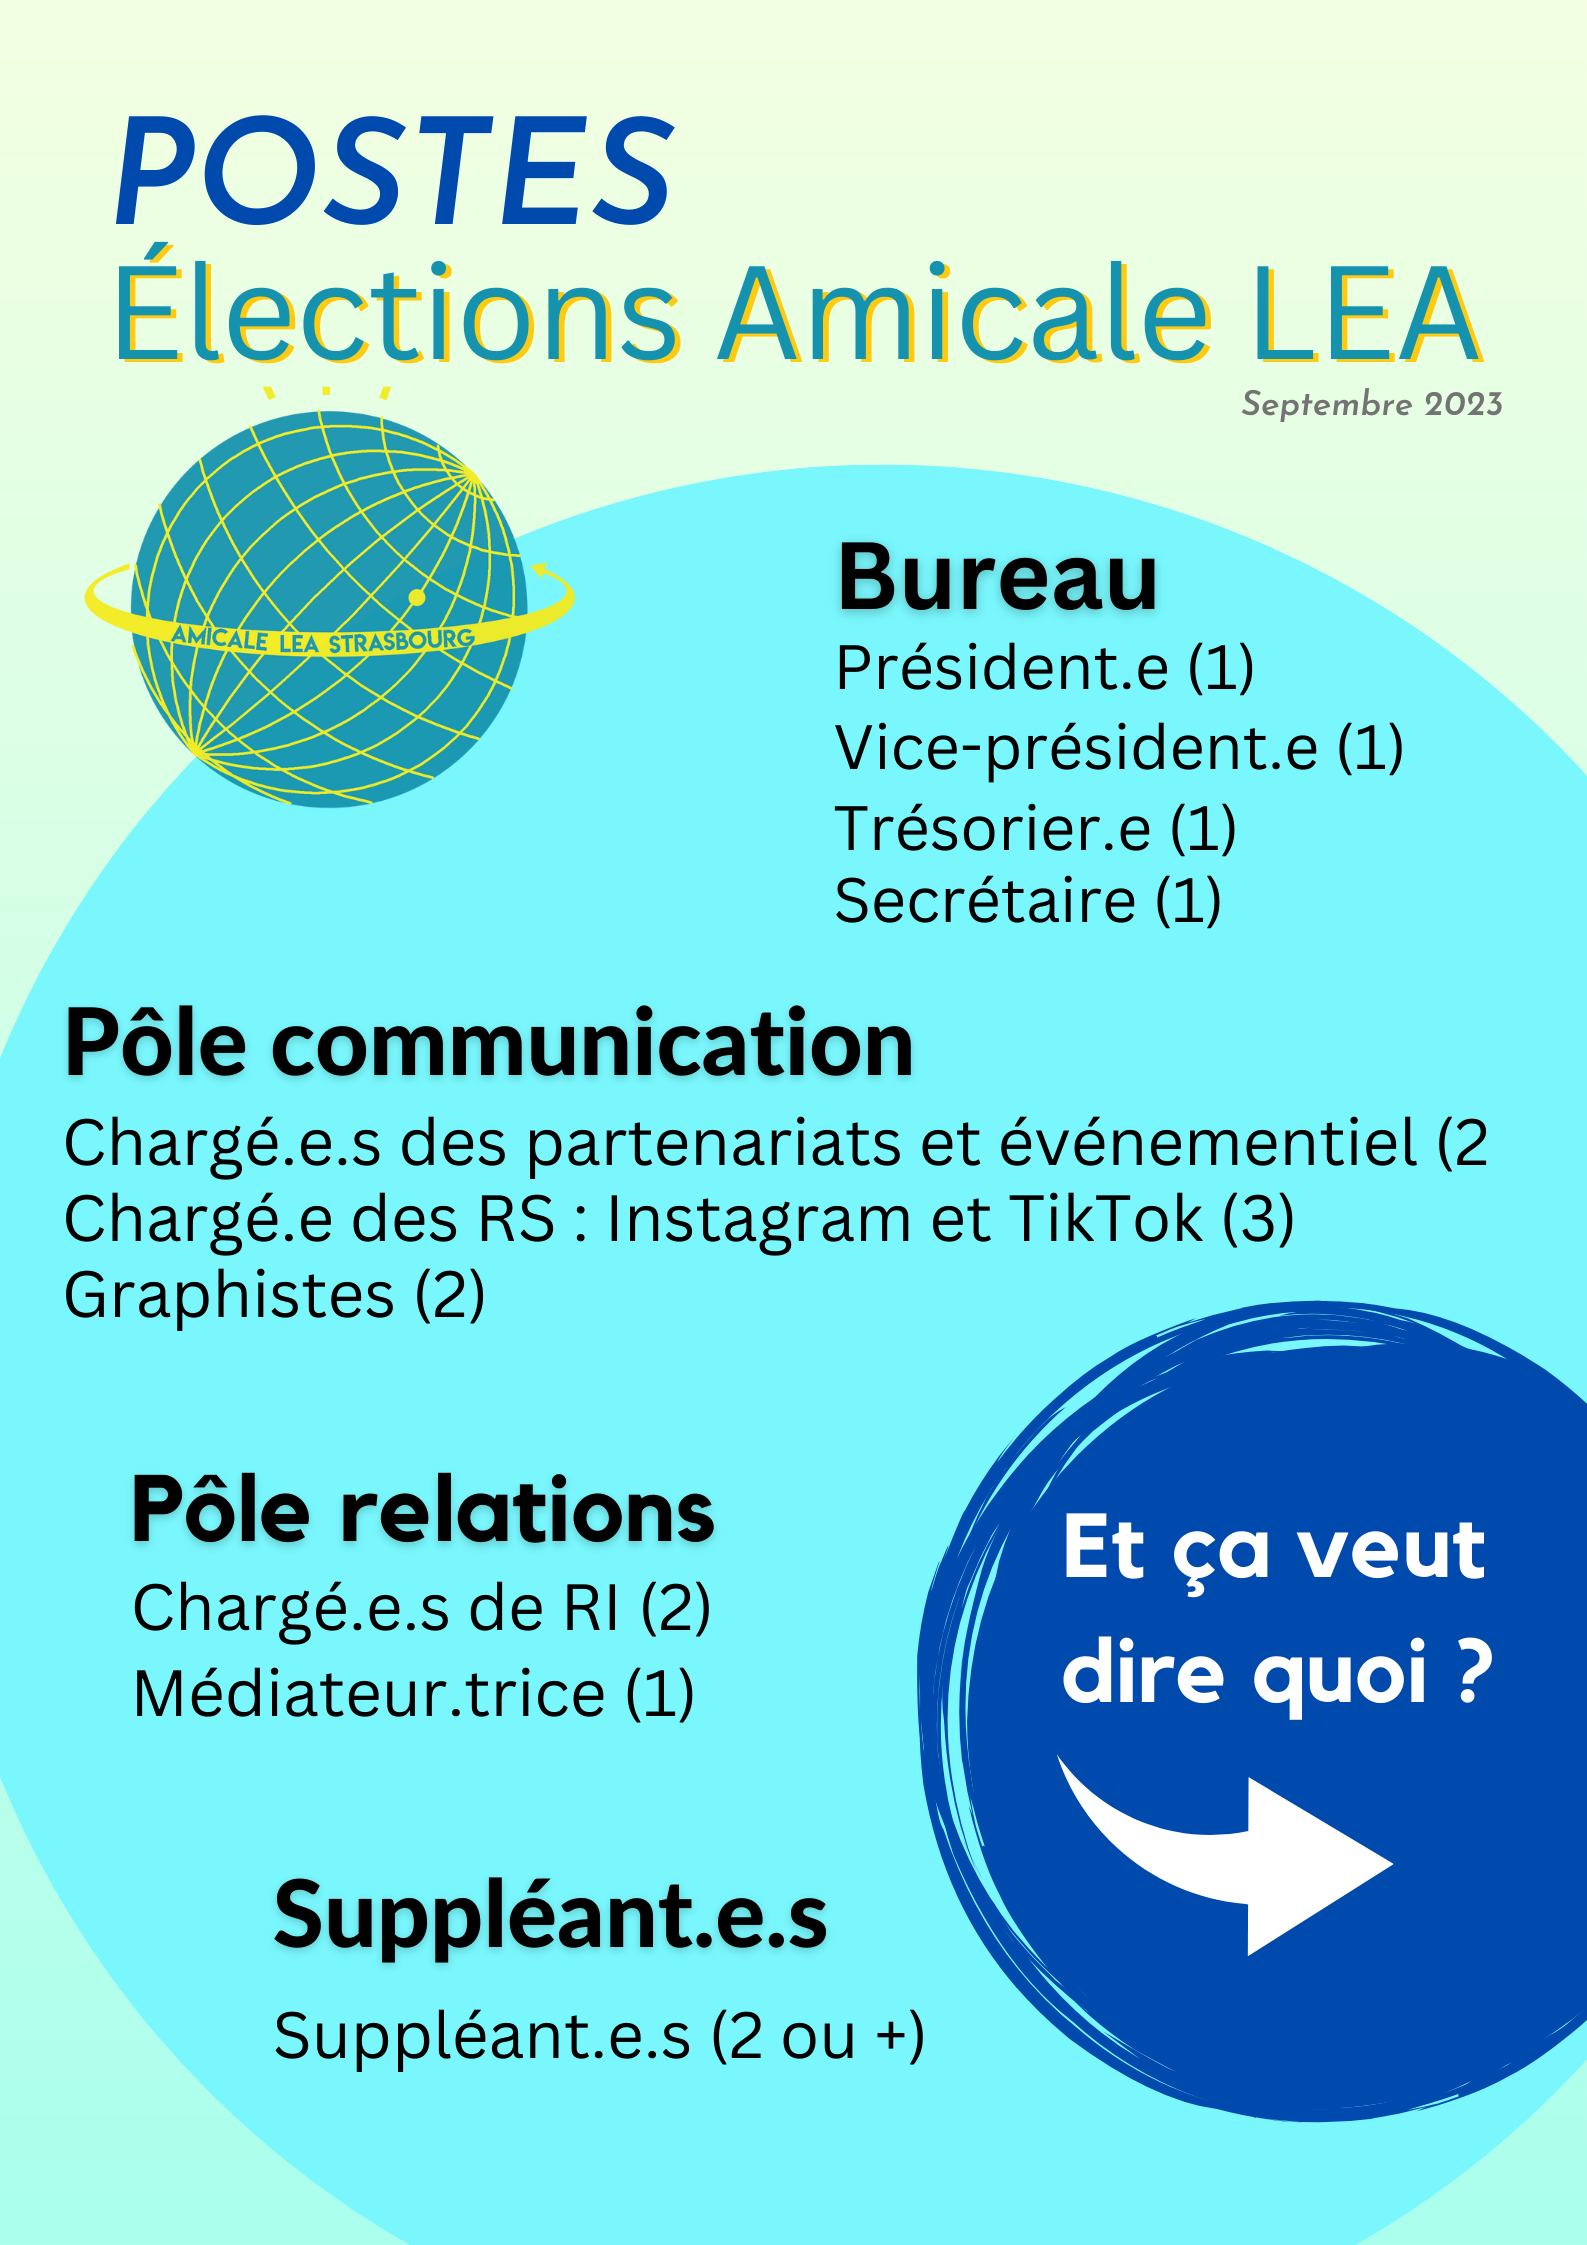 POSTES
Élections Amicale LEA
Septembre 2023
AMICALE LEA STRASBOURG
Bureau
Président.e (1)
Vice-président.e (1)
Trésorier.e (1)
Secrétaire (1)
Pôle communication
Chargé.e.s des partenariats et événementiel (2
Chargé.e des RS : Instagram et TikTok (3)
Graphistes (2)
Pôle relations
Chargé.e.s de RI (2)
Médiateur.trice (1)
Et ça veut
dire quoi ?
Suppléant.e.s
Suppléant.e.s (2 ou +)